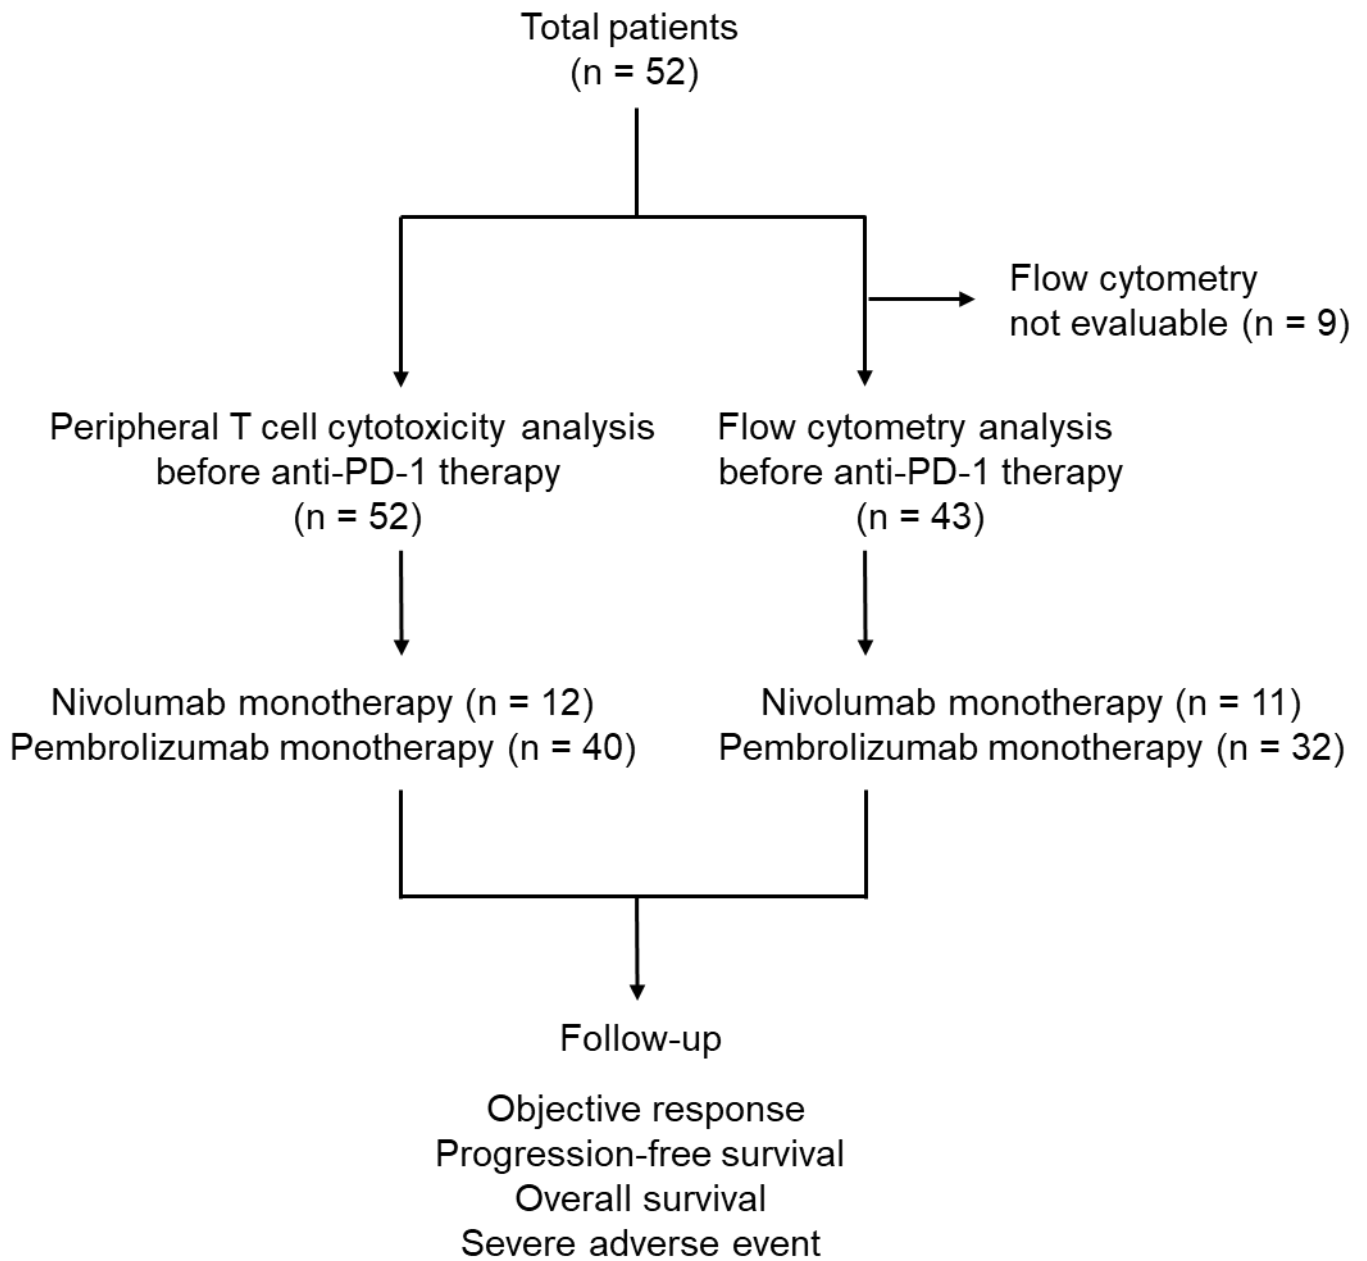 Total patients
(n = 52)
Flow cytometry
not evaluable (n = 9)
Peripheral T cell cytotoxicity analysis
before anti-PD-1 therapy
(n = 52)
Flow cytometry analysis
before anti-PD-1 therapy
(n = 43)
Nivolumab monotherapy (n = 12)
Pembrolizumab monotherapy (n = 40)
Nivolumab monotherapy (n = 11)
Pembrolizumab monotherapy (n = 32)
Follow-up
Objective response
Progression-free survival
Overall survival
Severe adverse event